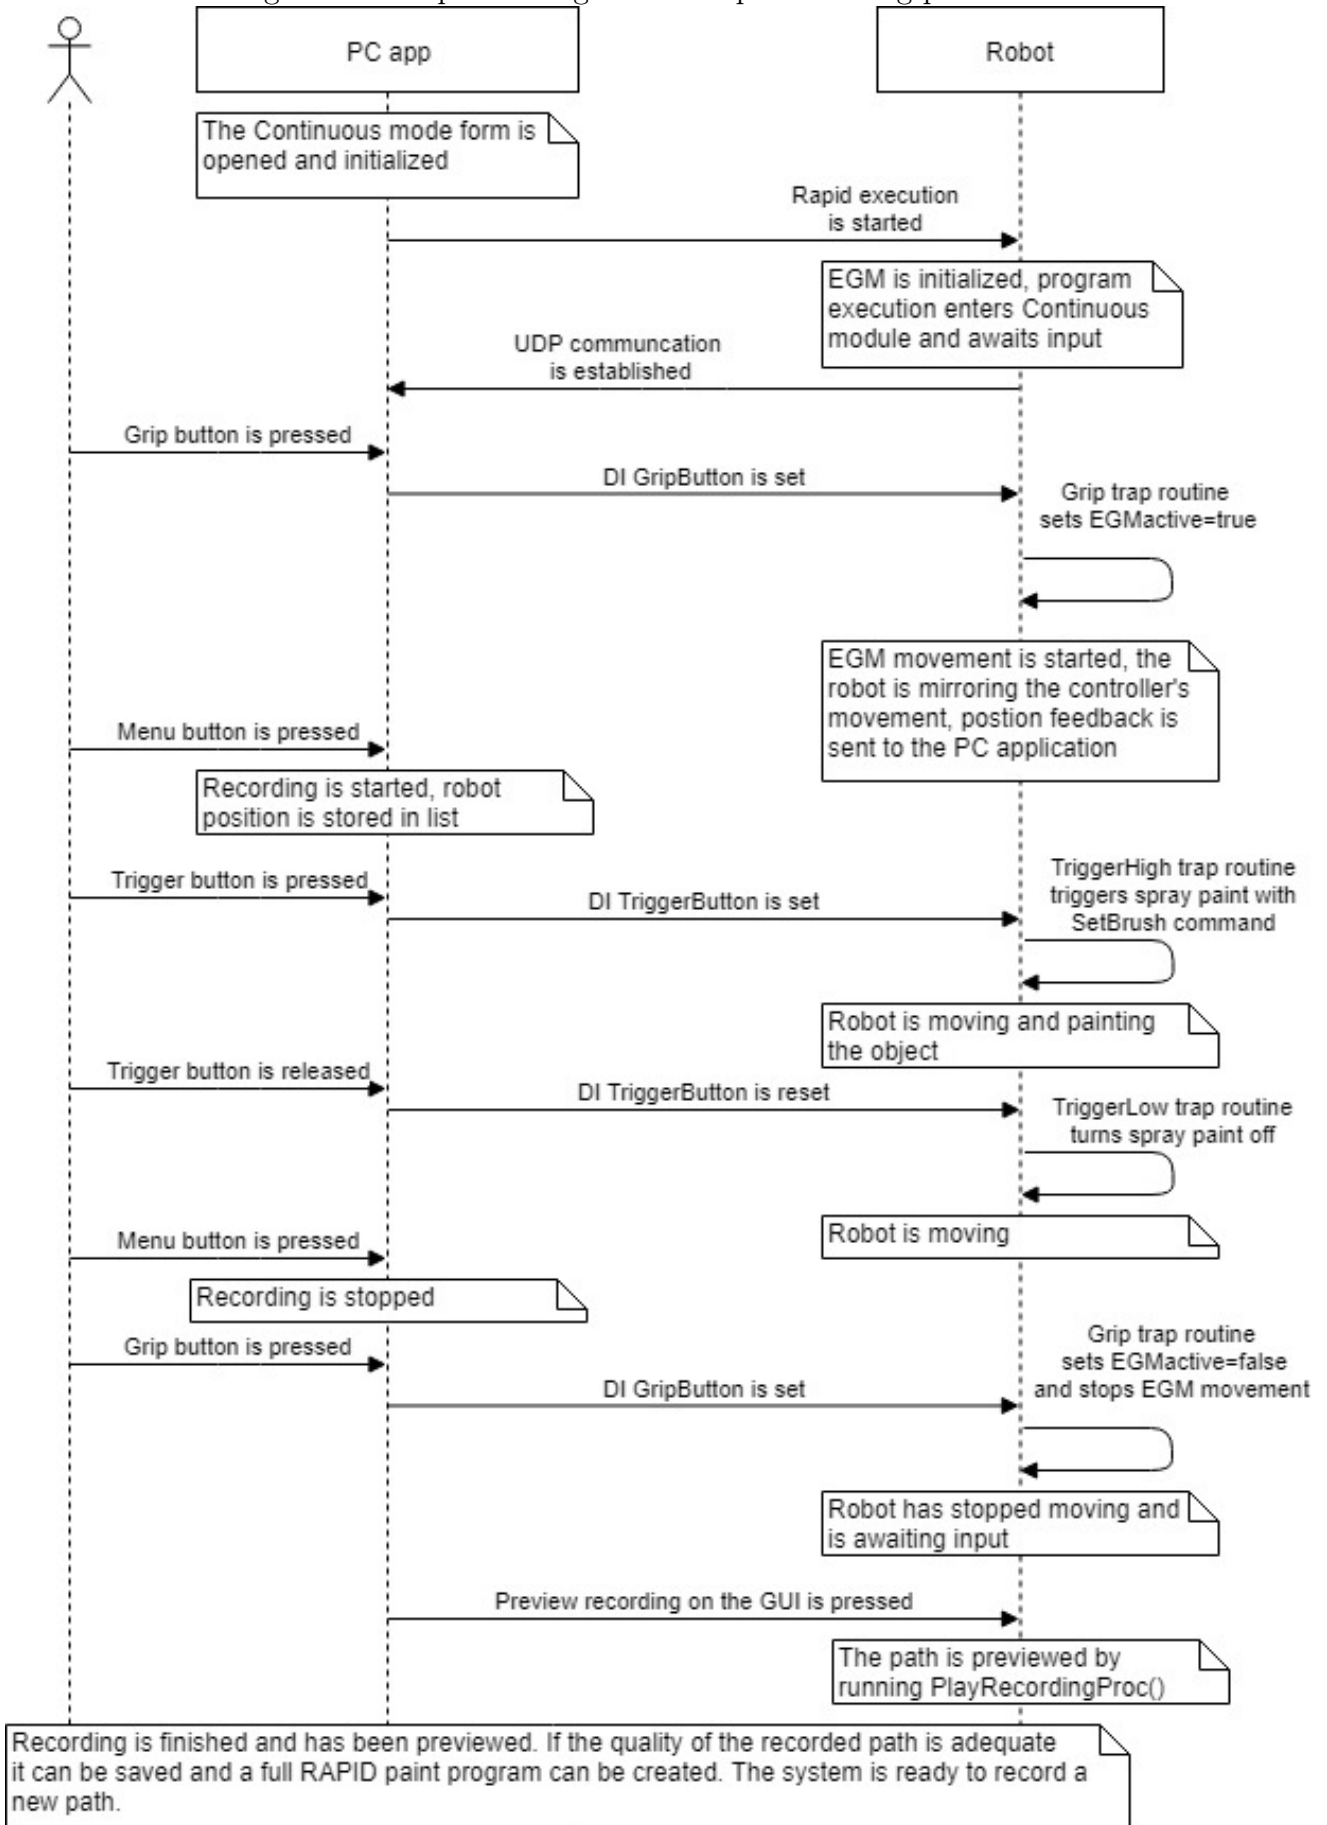 PC app
Robot
The Continuous mode form is
opened and initialized
Rapid execution
is started
EGM is initialized, program
execution enters Continuous
module and awaits input
UDP communcation
is established
Grip button is pressed
DI GripButton is set
Grip trap routine
sets EGMactive=true
EGM movement is started, the
robot is mirroring the controller's
movement, postion feedback is
sent to the PC application
Menu button is pressed
Recording is started, robot
position is stored in list
Trigger button is pressed
DI TriggerButton is set
TriggerHigh trap routine
triggers spray paint with
SetBrush command
Robot is moving and painting
the object
Trigger button is released
DI TriggerButton is reset
TriggerLow trap routine
turns spray paint off
Robot is moving
Menu button is pressed
Recording is stopped
Grip button is pressed
DI GripButton is set
Grip trap routine
sets EGMactive=false
and stops EGM movement
Robot has stopped moving and
is awaiting input
Preview recording on the GUI is pressed
The path is previewed by
running PlayRecordingProc()
Recording is finished and has been previewed. If the quality of the recorded path is adequate
it can be saved and a full RAPID paint program can be created. The system is ready to record a
new path.